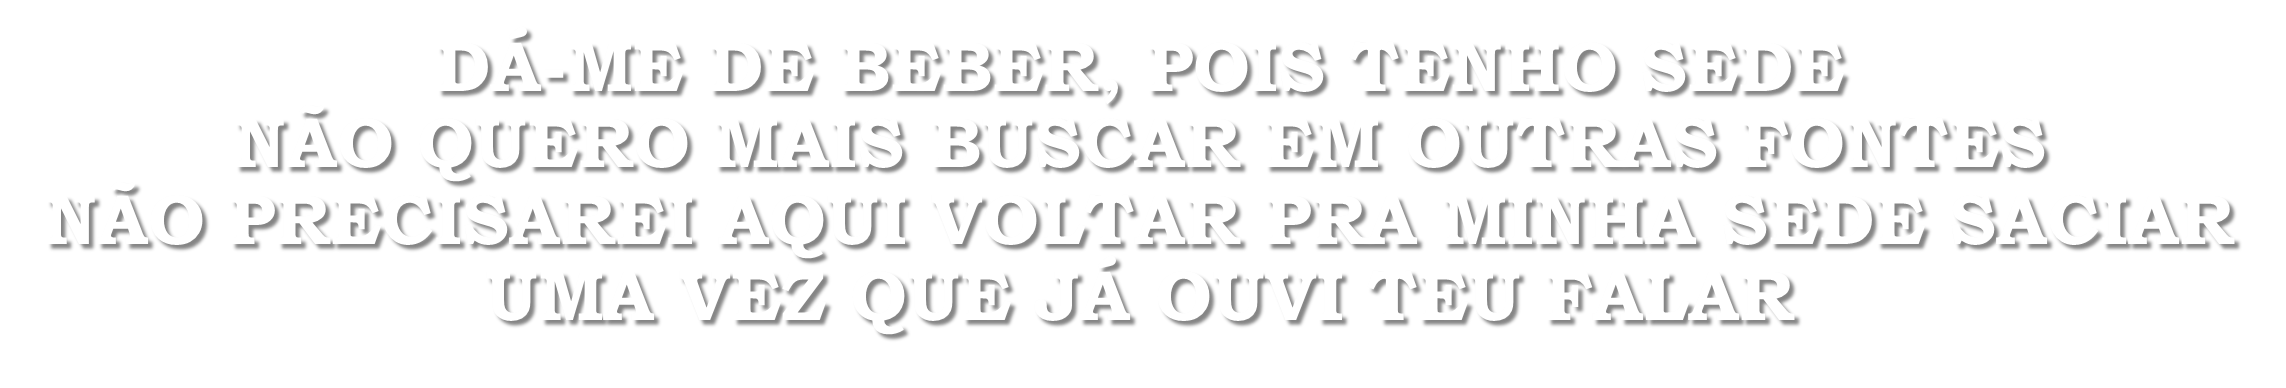 DÁ-ME DE BEBER, POIS TENHO SEDE
NÃO QUERO MAIS BUSCAR EM OUTRAS FONTES
NÃO PRECISAREI AQUI VOLTAR PRA MINHA SEDE SACIAR
UMA VEZ QUE JÁ OUVI TEU FALAR